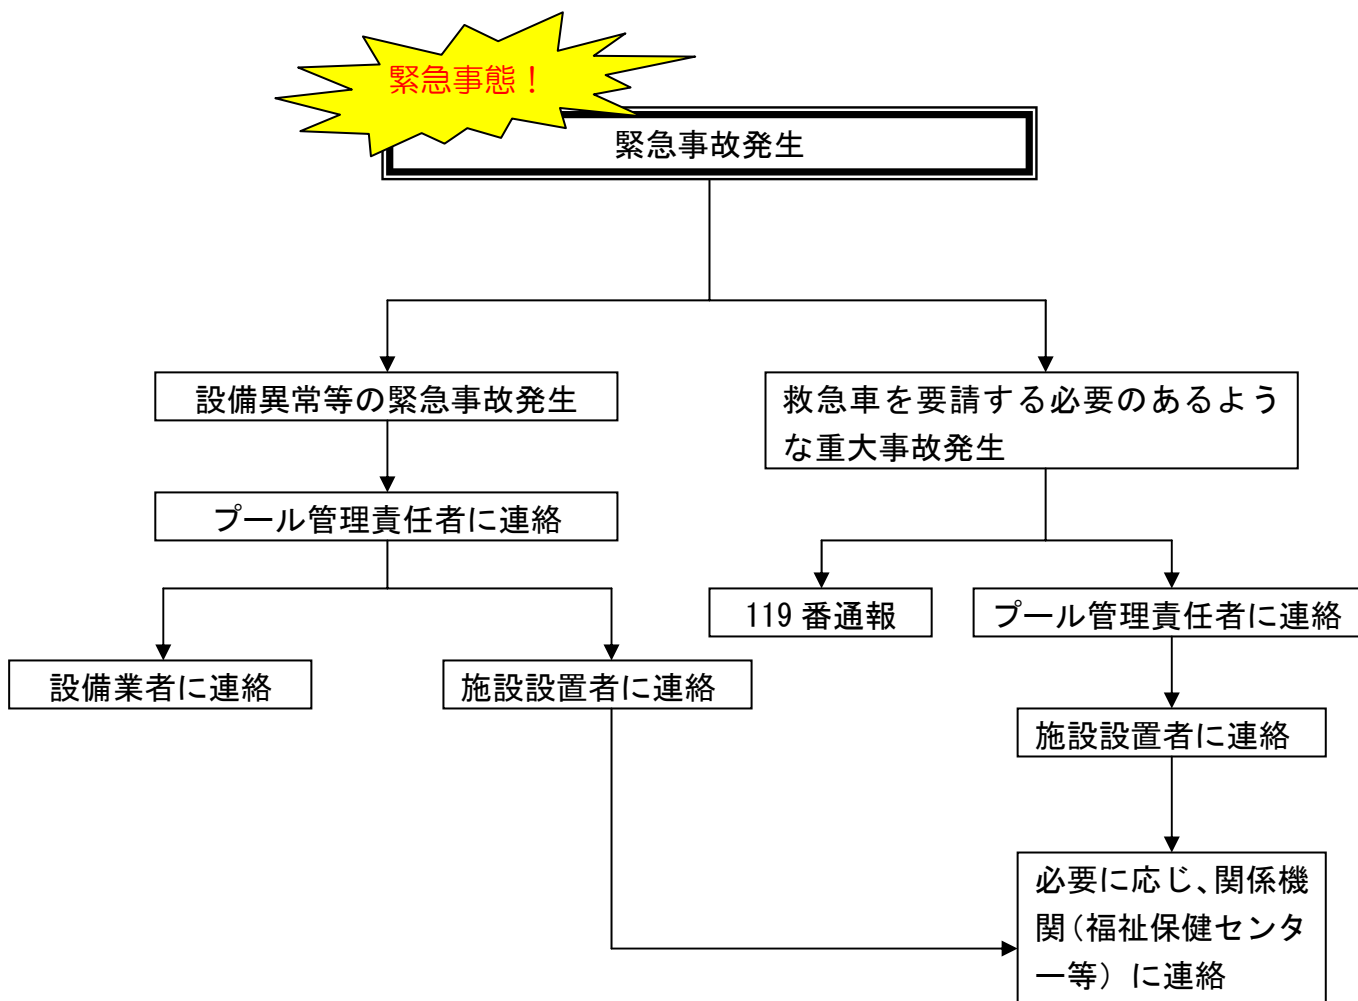 緊急事態！
緊急事故発生
設備異常等の緊急事故発生
救急車を要請する必要のあるよう
な重大事故発生
プール管理責任者に連絡
119 番通報
プール管理責任者に連絡
設備業者に連絡
施設設置者に連絡
施設設置者に連絡
必要に応じ、関係機
関（福祉保健センタ
ー等）に連絡